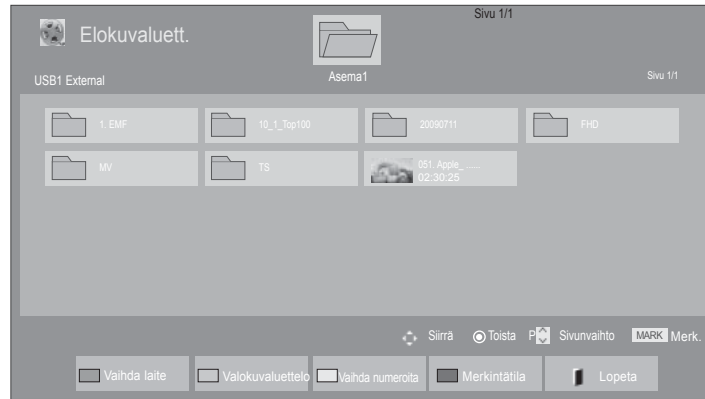 Sivu 1/1
Elokuvaluett.
USB1 External
Asema1
Sivu 1/1
1. EMF
10_1_Top100
20090711
FHD
MV
TS
051. Apple_ ......
02:30:25
Siirrä Toista P Sivunvaihto MARK Merk.
Vaihda laite Valokuvaluettelo Vaihda numeroita Merkintätila Lopeta